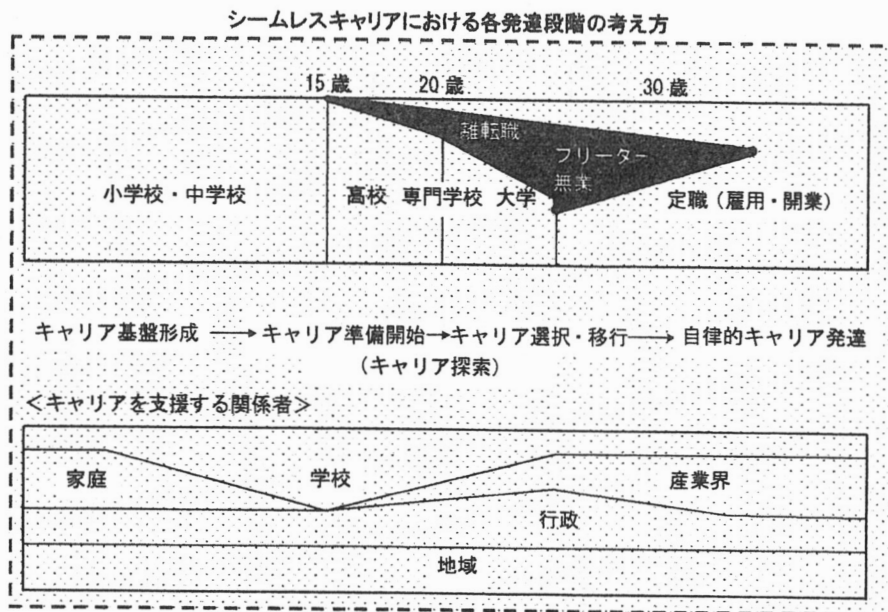 シームレスキャリアにおける各発達段階の考え方
15歳 20歳 30歳
離転職
フリーター
無業
小学校・中学校 高校 専門学校 大学 定職（雇用・開業）
キャリア基盤形成 → キャリア準備開始→キャリア選択・移行→ 自律的キャリア発達
（キャリア探索）
＜キャリアを支援する関係者＞
家庭 学校 産業界
行政
地域